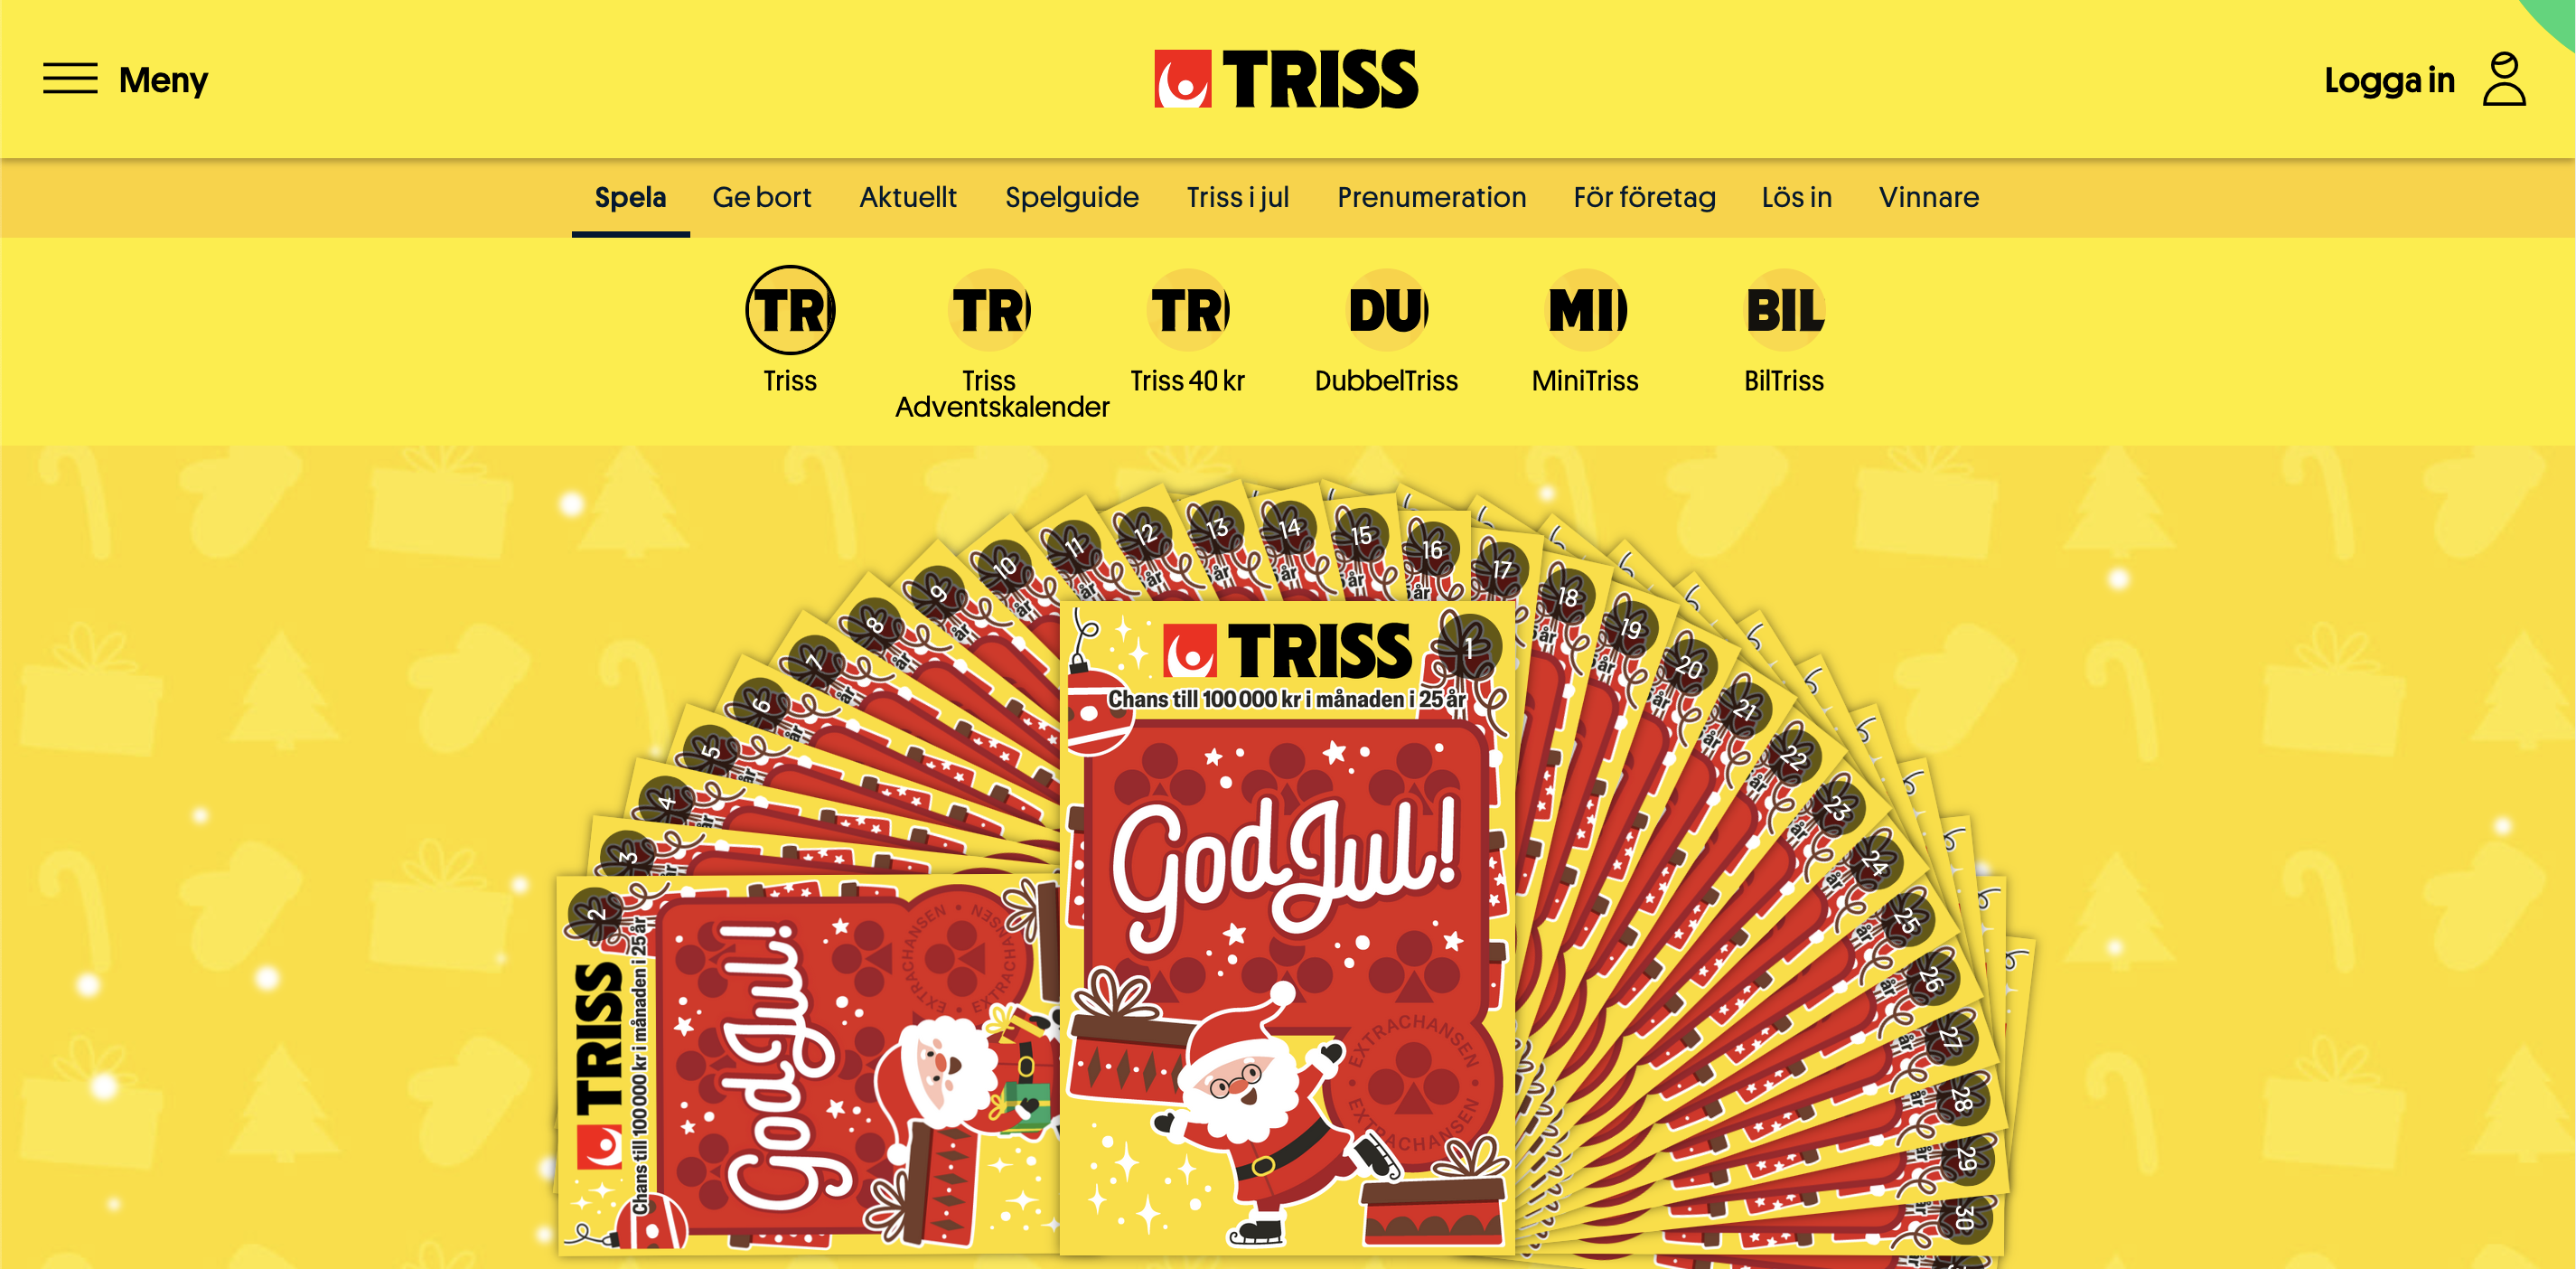 Meny
TRISS
Logga in
Spela Ge bort Aktuellt Spelguide Triss i jul Prenumeration För företag Lös in Vinnare
TR TR TR DU MI BIL
Triss Triss Adventskalender Triss 40 kr DubbelTriss MiniTriss BilTriss
2
3
4
5
6
7
8
9
10
11
12
13
14
15
16
17
18
19
20
21
22
23
24
25
26
27
28
29
30
1
TRISS
Chans till 100 000 kr i månaden i 25 år
God Jul!
EXTRACHANSEN • EXTRACHANSEN •
TRISS
Chans till 100 000 kr i månaden i 25 år
God Jul!
EXTRACHANSEN • EXTRACHANSEN •